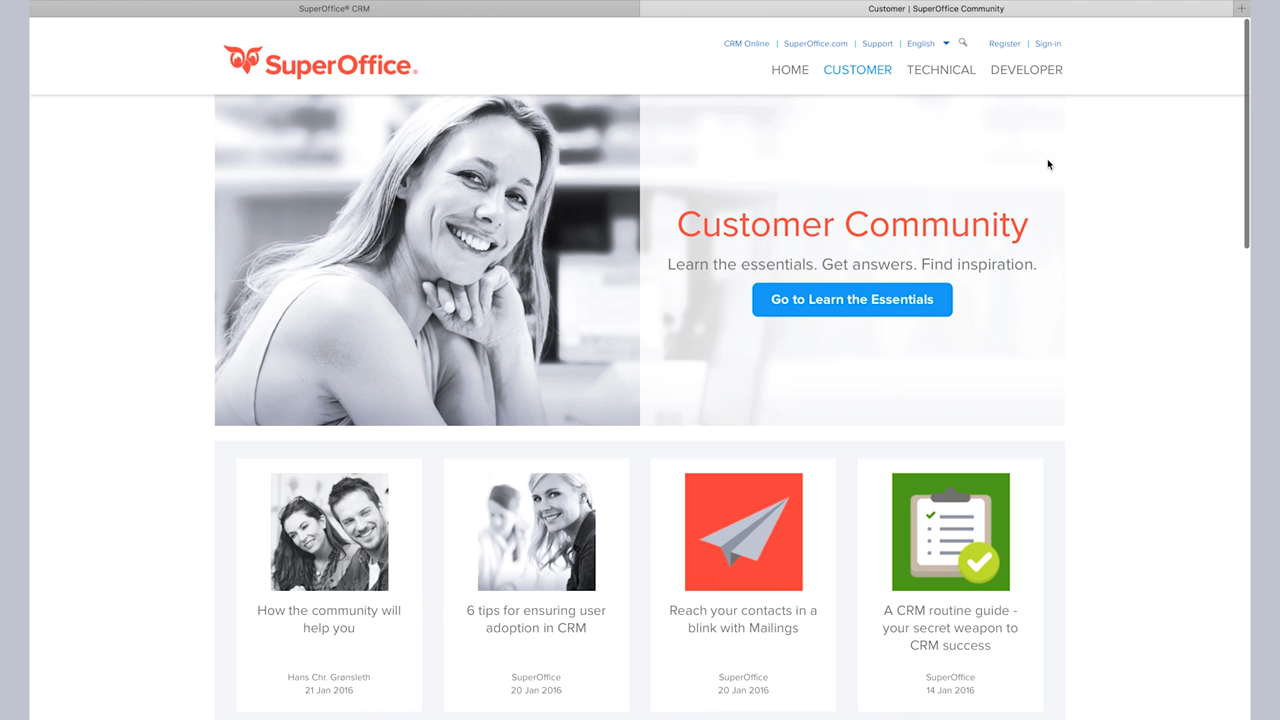 SuperOffice® CRM
Customer | SuperOffice Community
SuperOffice®
CRM Online | SuperOffice.com | Support | English
Register | Sign-in
HOME CUSTOMER TECHNICAL DEVELOPER
Customer Community
Learn the essentials. Get answers. Find inspiration.
Go to Learn the Essentials
How the community will
help you
Hans Chr. Grønsleth
21 Jan 2016
6 tips for ensuring user
adoption in CRM
SuperOffice
20 Jan 2016
Reach your contacts in a
blink with Mailings
SuperOffice
20 Jan 2016
A CRM routine guide -
your secret weapon to
CRM success
SuperOffice
14 Jan 2016